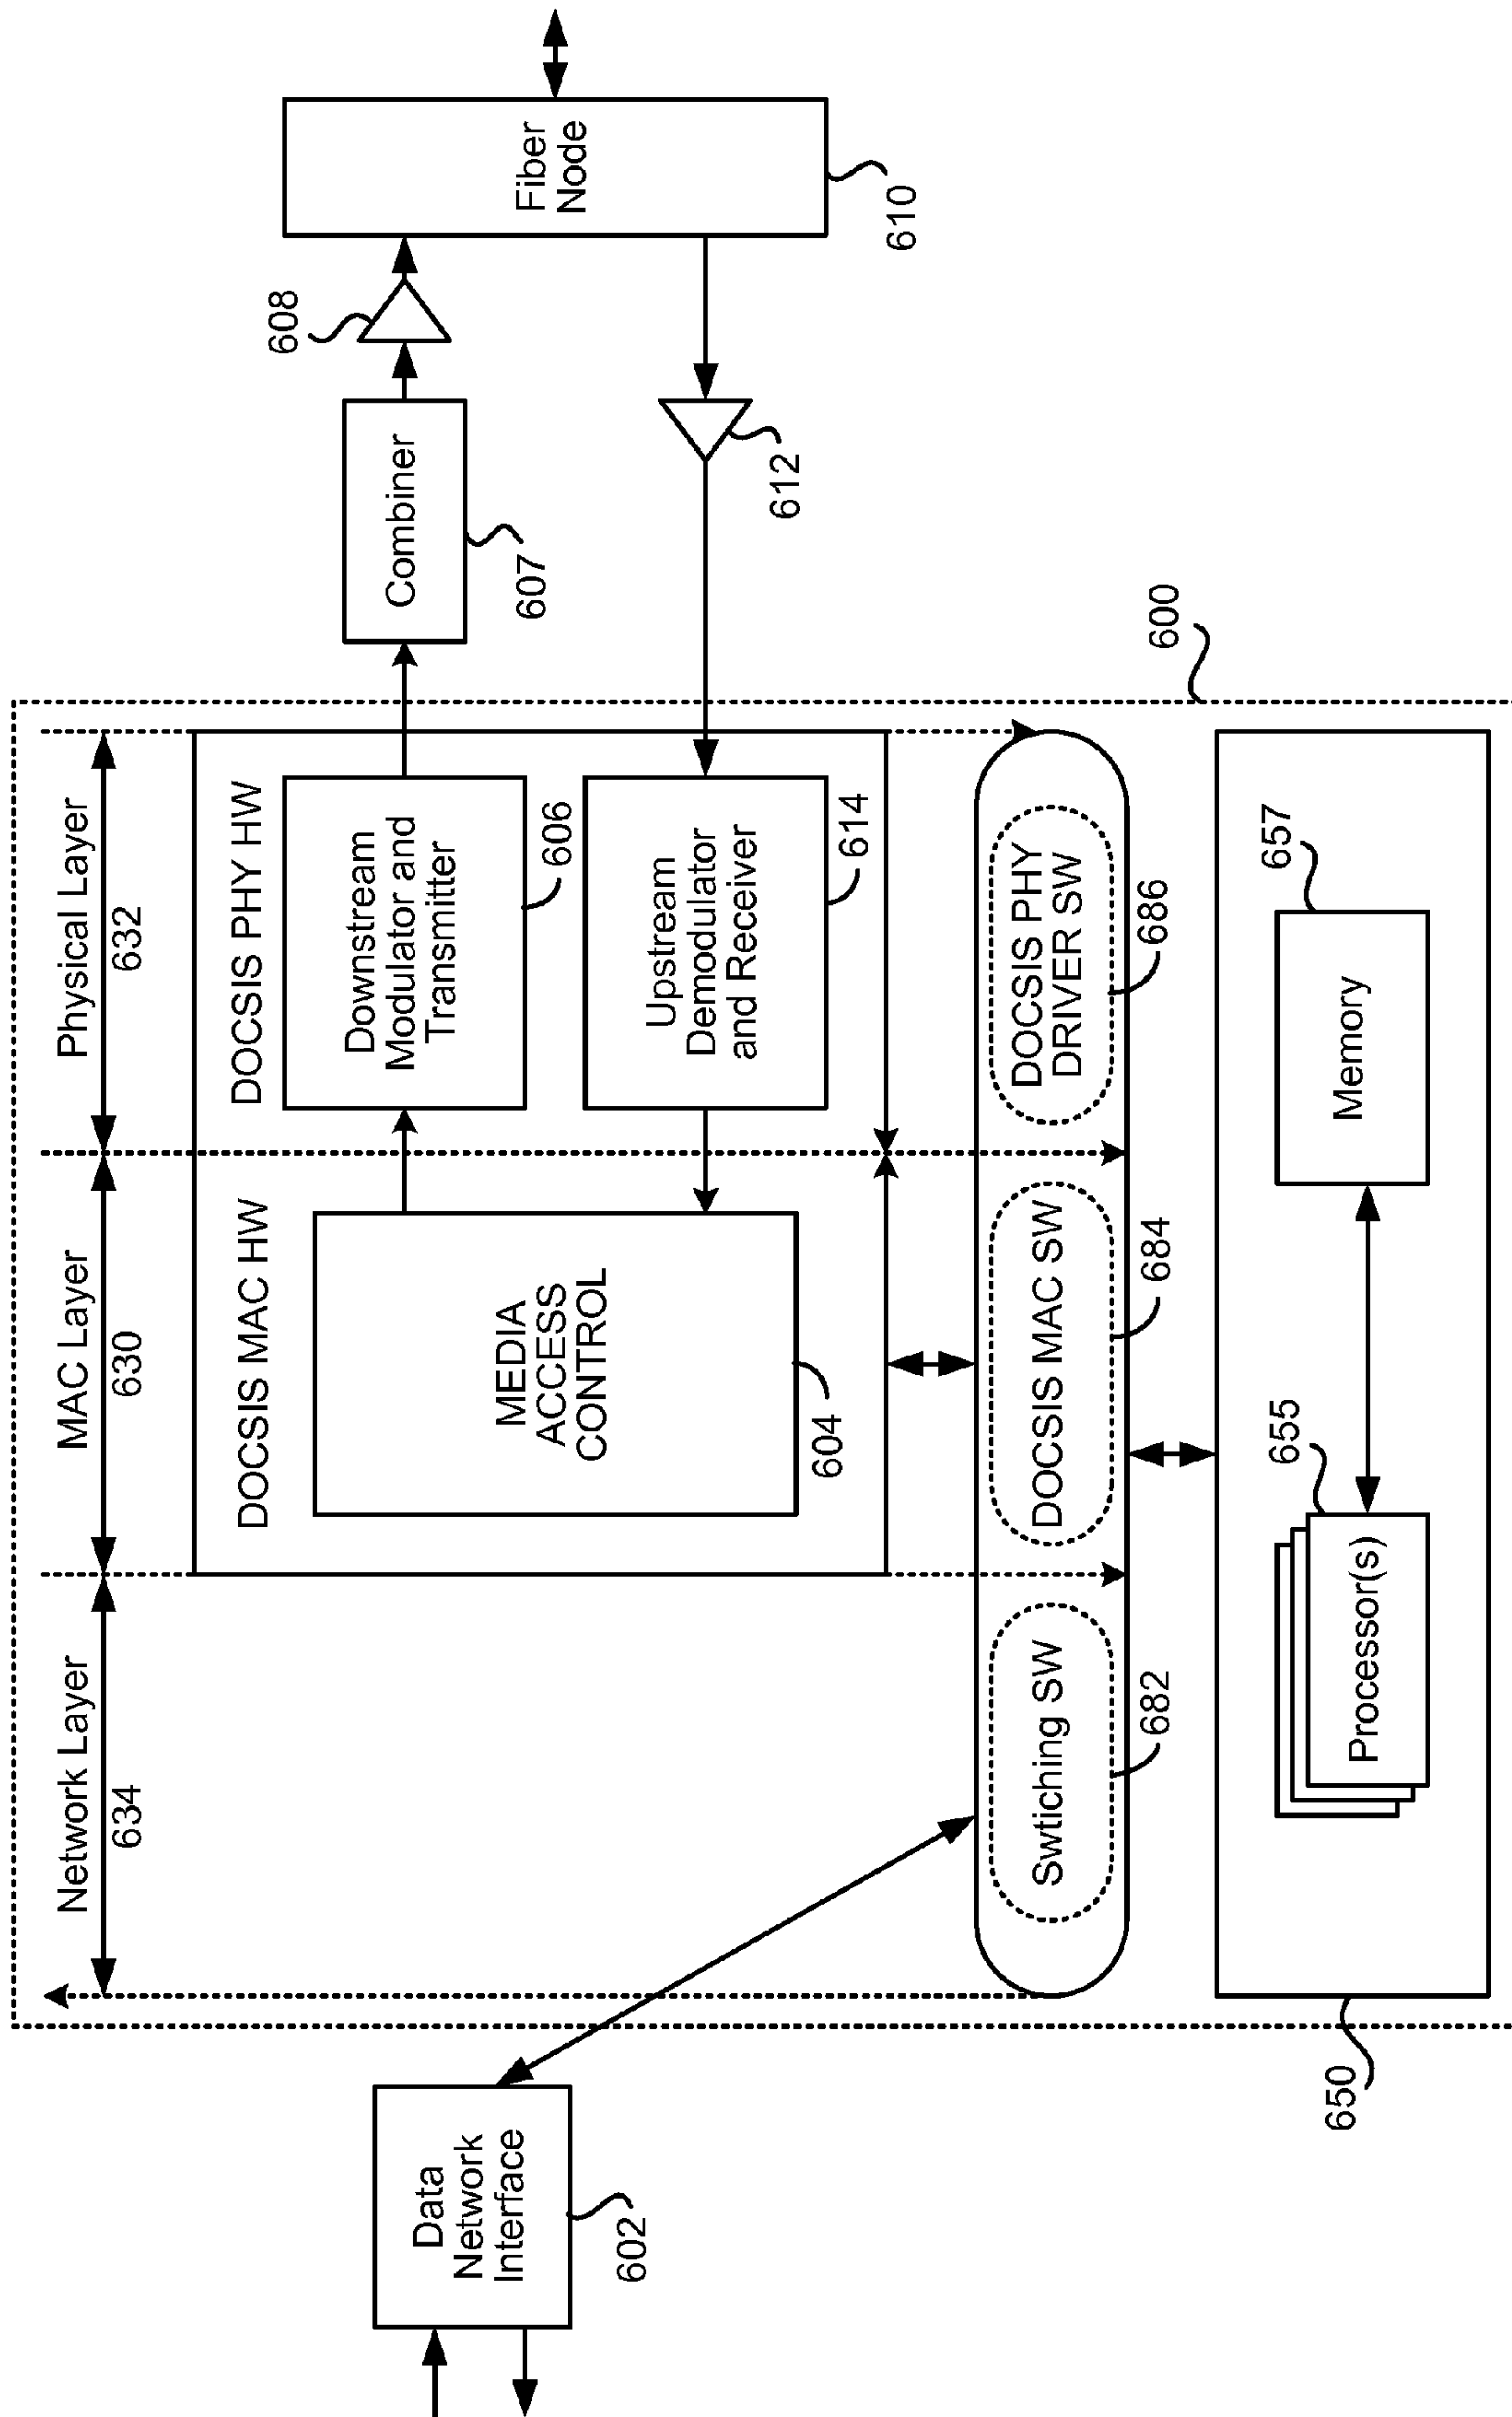 Network Layer
634
MAC Layer
630
Physical Layer
632
DOCSIS MAC HW
DOCSIS PHY HW
608
Data
Network
Interface
602
MEDIA
ACCESS
CONTROL
604
Downstream
Modulator and
Transmitter
606
Combiner
607
Fiber
Node
610
Upstream
Demodulator
and Receiver
614
612
600
Swtiching SW
682
DOCSIS MAC SW
684
DOCSIS PHY
DRIVER SW
686
655
657
Processor(s)
Memory
650